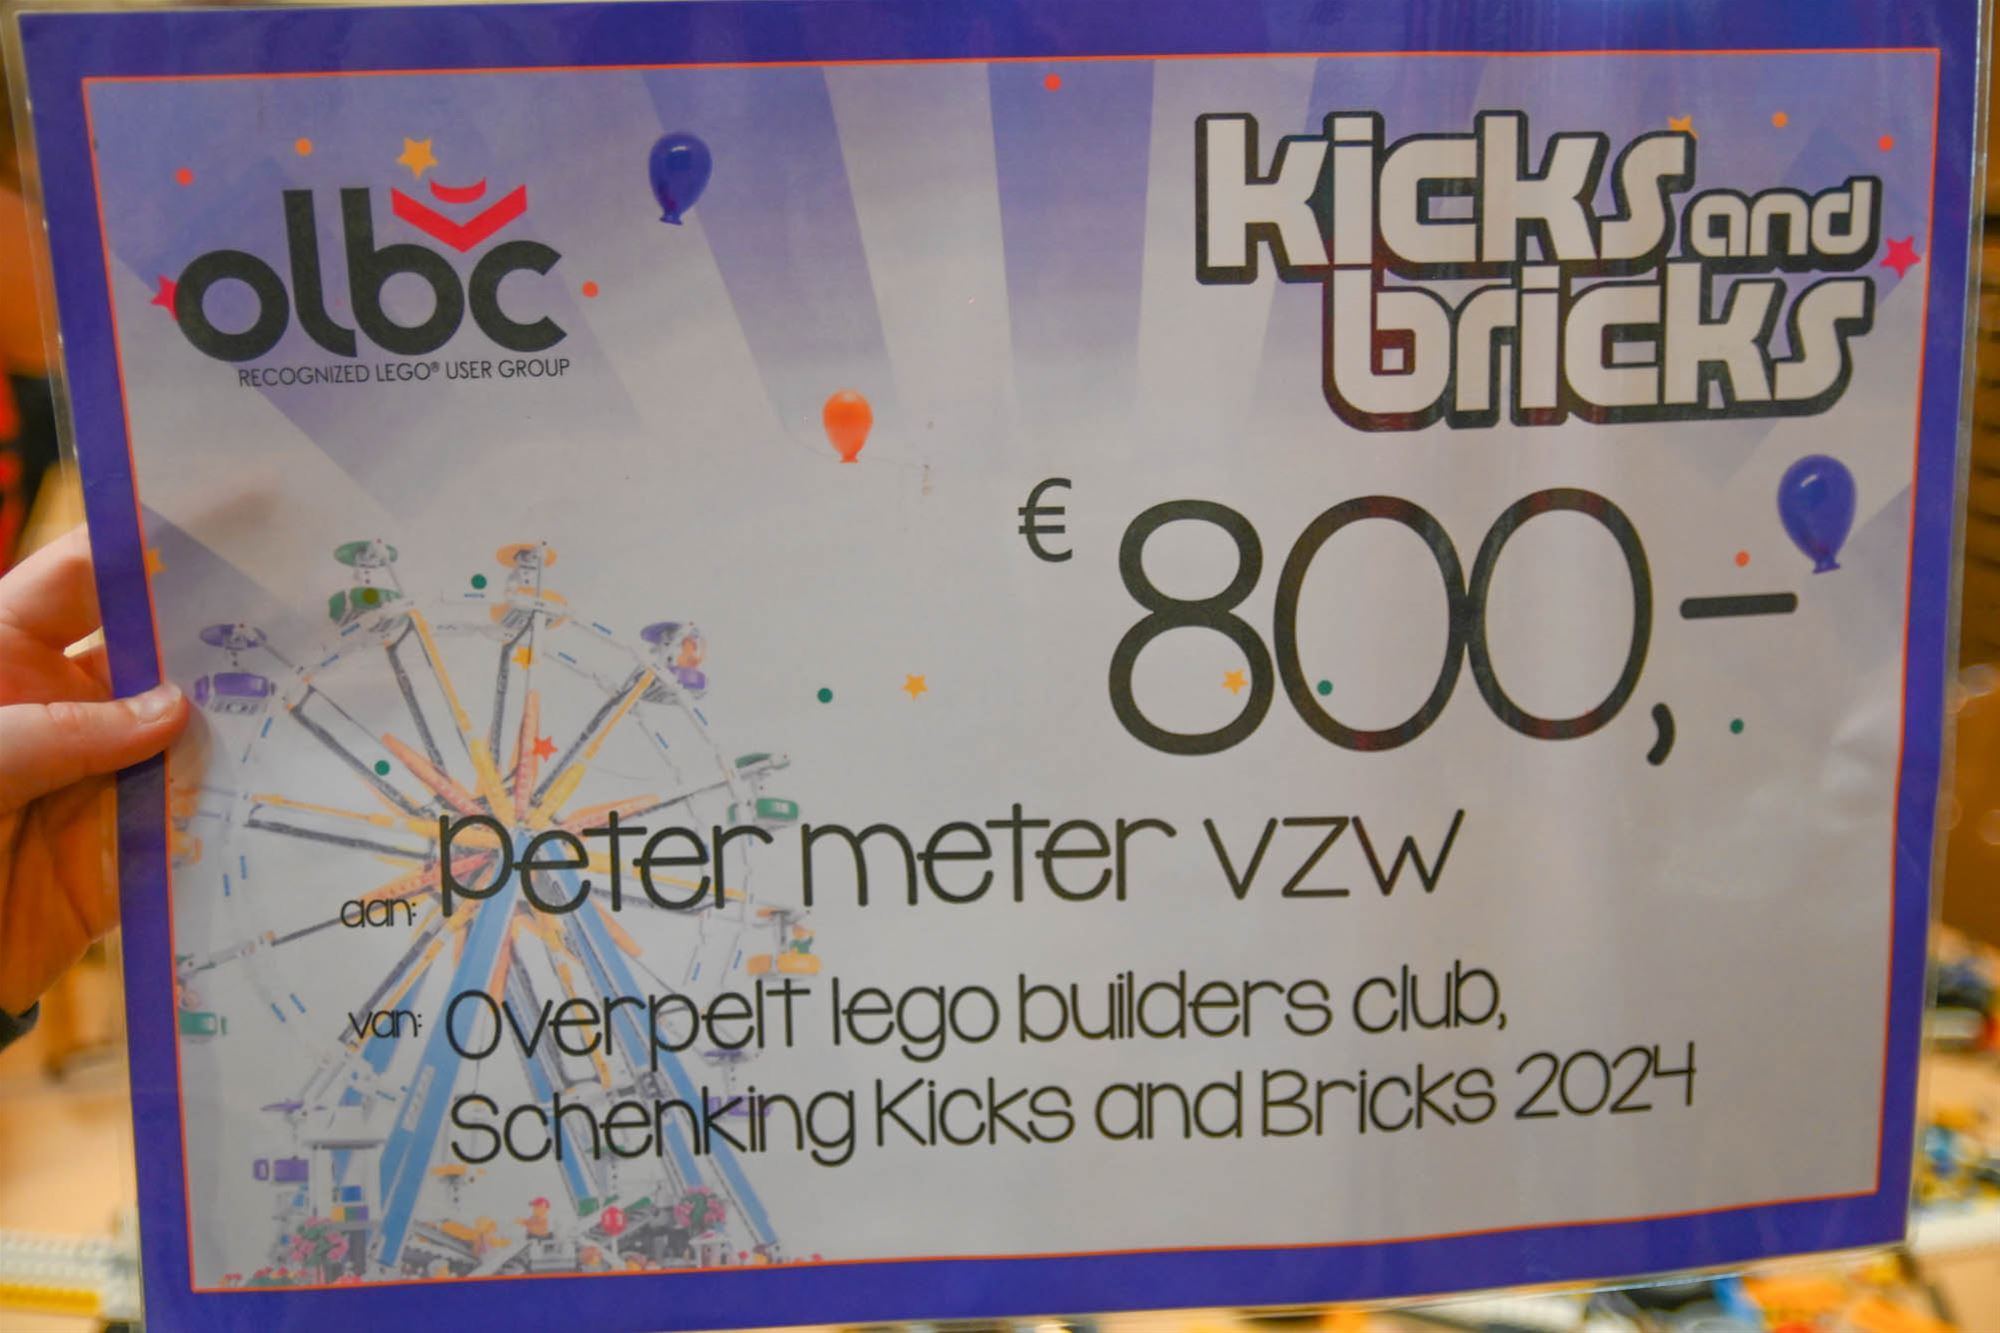 olbc
RECOGNIZED LEGO® USER GROUP
Kicks and
bricks
€ 800,-
aan: peter meter vzw
van: Overpelt lego builders club,
Schenking Kicks and Bricks 2024